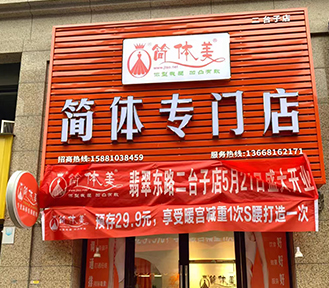 二台子店
简体美
简体专门店
招商热线:15881038459
服务热线:13668162171
简体美
翡翠东路二台子店5月21日盛大开业
简体美
预存29.9元，享受暖宫减重1次S腰打造一次
简体美